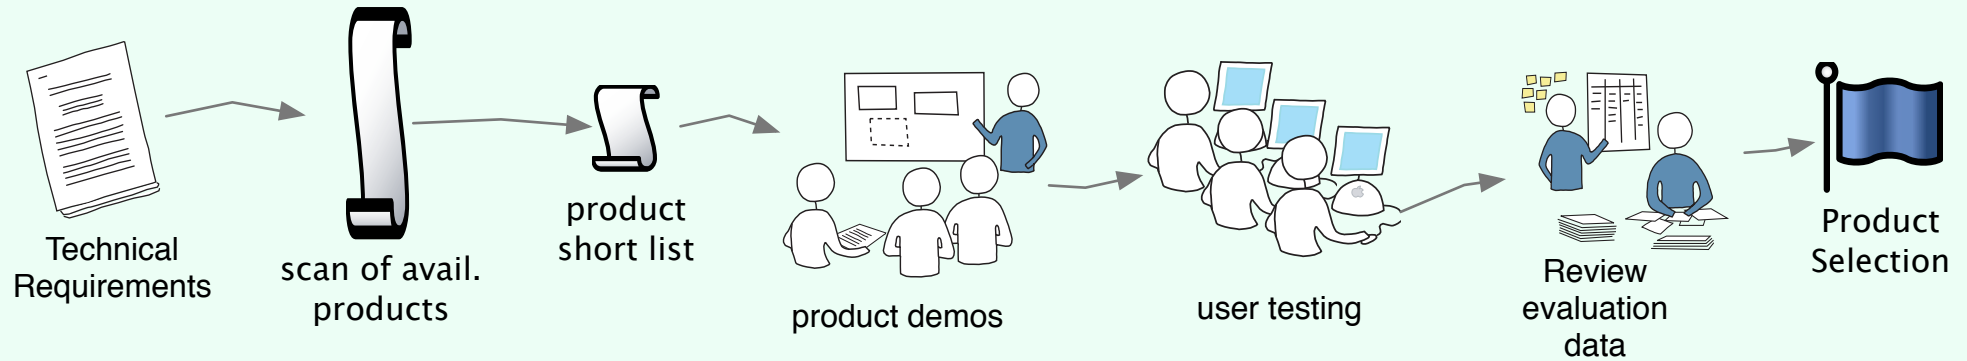 Technical
Requirements
scan of avail.
products
product
short list
product demos
user testing
Review
evaluation
data
Product
Selection